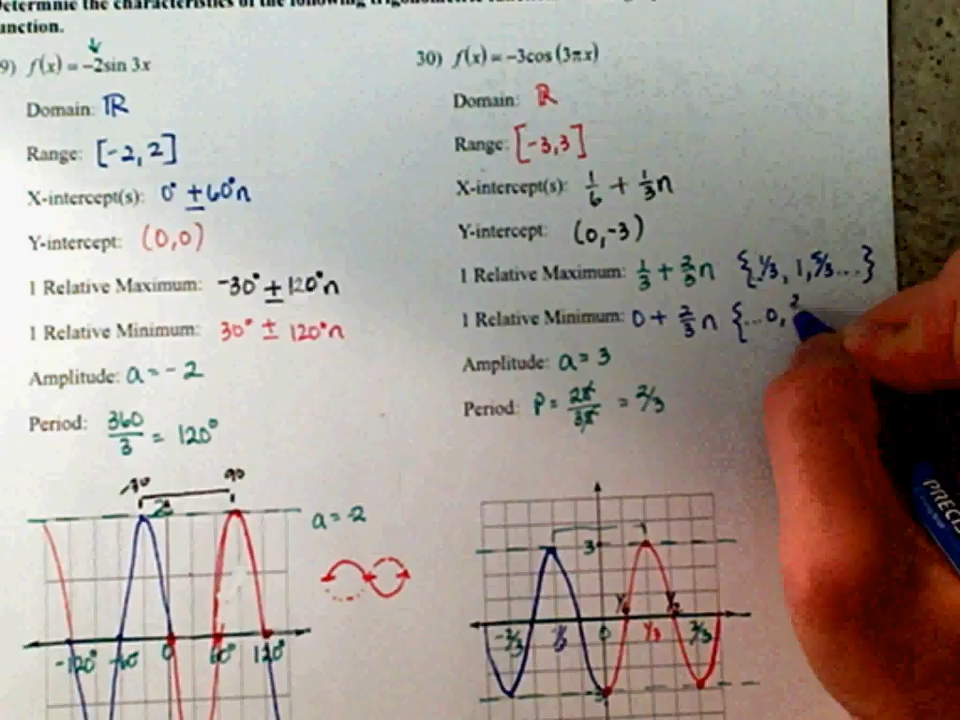 Determine the characteristics of the following trigonometric
unction.
9) f(x) = -2sin 3x
Domain: ℝ
Range: [-2, 2]
X-intercept(s): 0° ± 60°n
Y-intercept: (0,0)
1 Relative Maximum: -30° ± 120°n
1 Relative Minimum: 30° ± 120°n
Amplitude: a = -2
Period: 360/3 = 120°
90
2
a = -2
-120° -60° 0 60° 120°
30) f(x) = -3cos (3πx)
Domain: ℝ
Range: [-3,3]
X-intercept(s): 1/6 + 1/3 n
Y-intercept: (0,-3)
1 Relative Maximum: 1/3 + 2/3 n {1/3, 1, 5/3...}
1 Relative Minimum: 0 + 2/3 n {...0, 2
Amplitude: a = 3
Period: P = 2π/3π = 2/3
3
-2/3 0 1/3 2/3
PRECIS